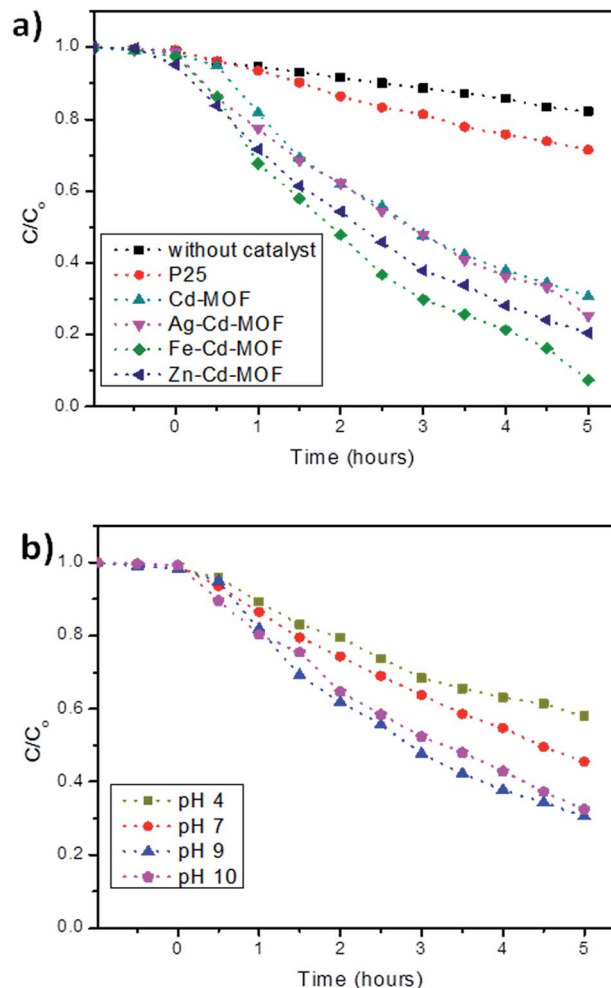 a)
1.0
0.8
0.6
0.4
0.2
0.0
C/Co
without catalyst
P25
Cd-MOF
Ag-Cd-MOF
Fe-Cd-MOF
Zn-Cd-MOF
0 1 2 3 4 5
Time (hours)
b)
1.0
0.8
0.6
0.4
0.2
0.0
C/Co
pH 4
pH 7
pH 9
pH 10
0 1 2 3 4 5
Time (hours)